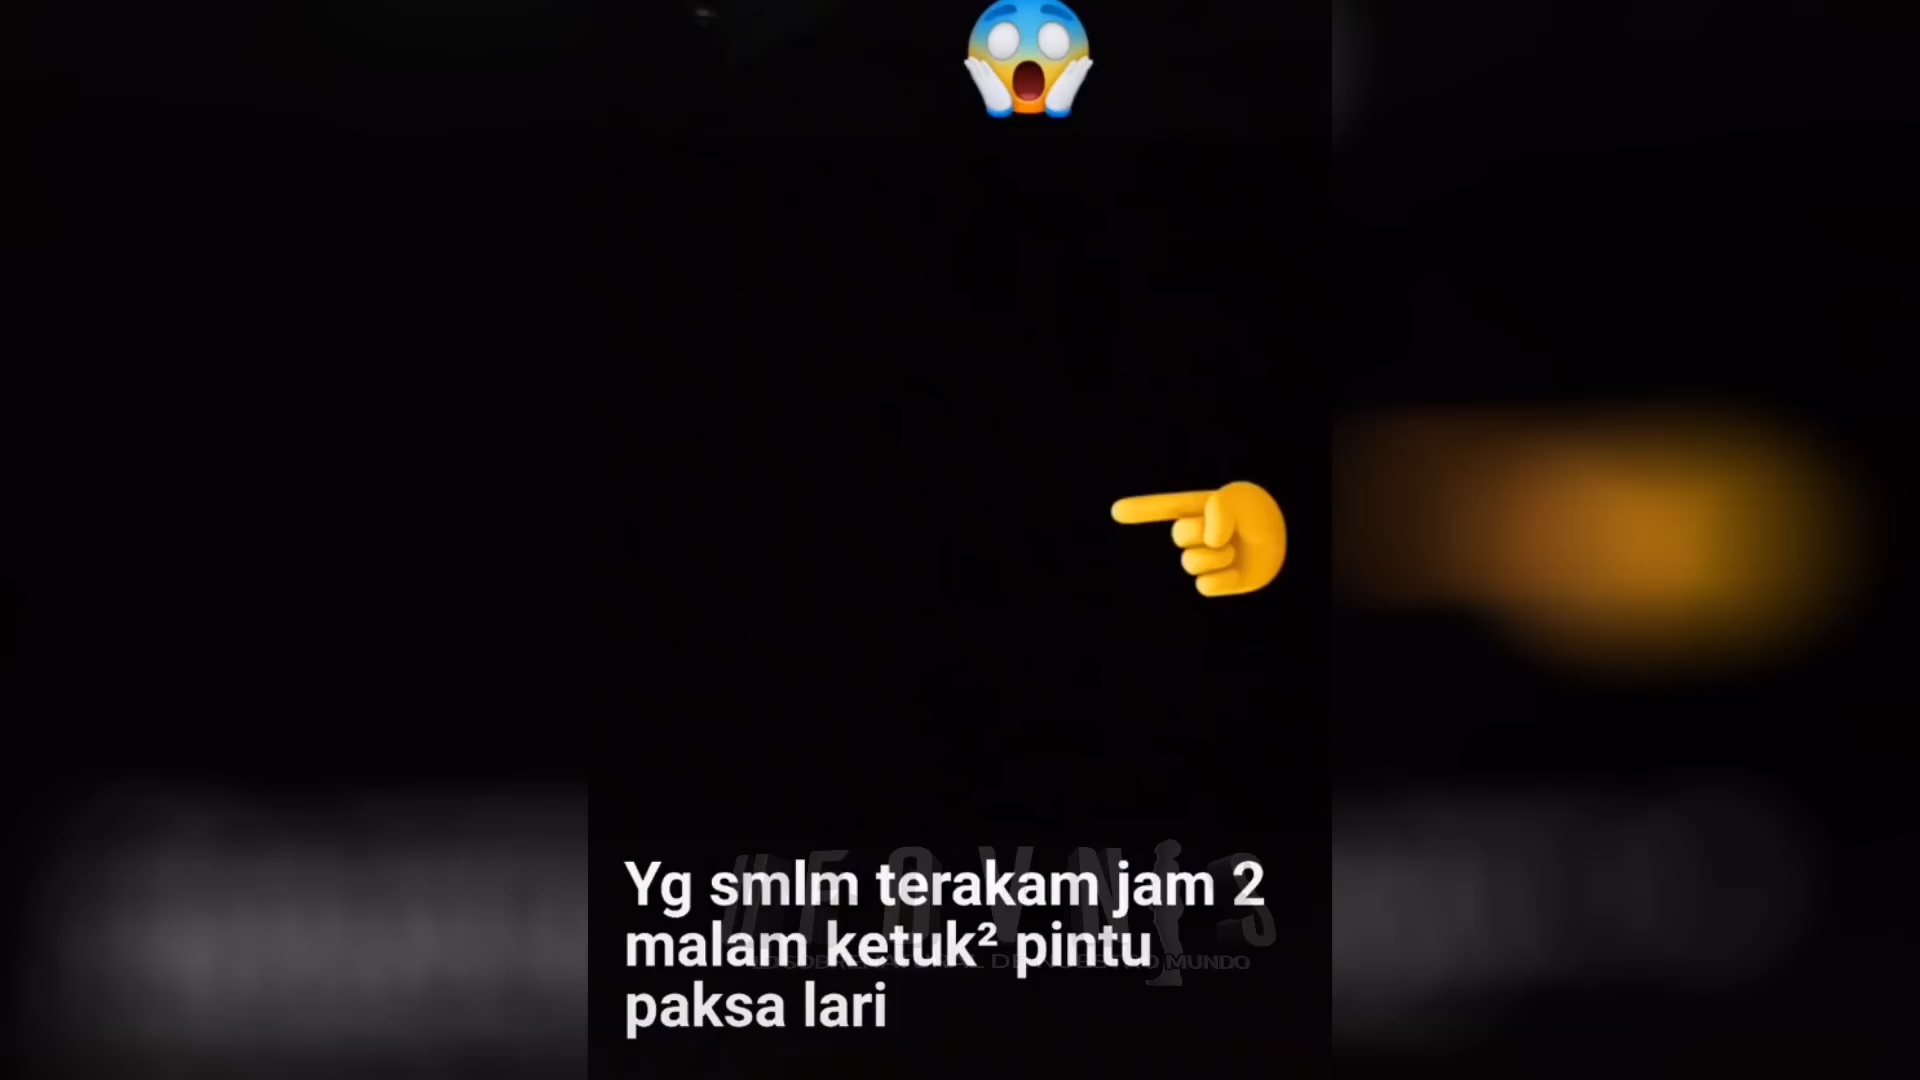 Yg smlm terakam jam 2
malam ketuk² pintu
paksa lari